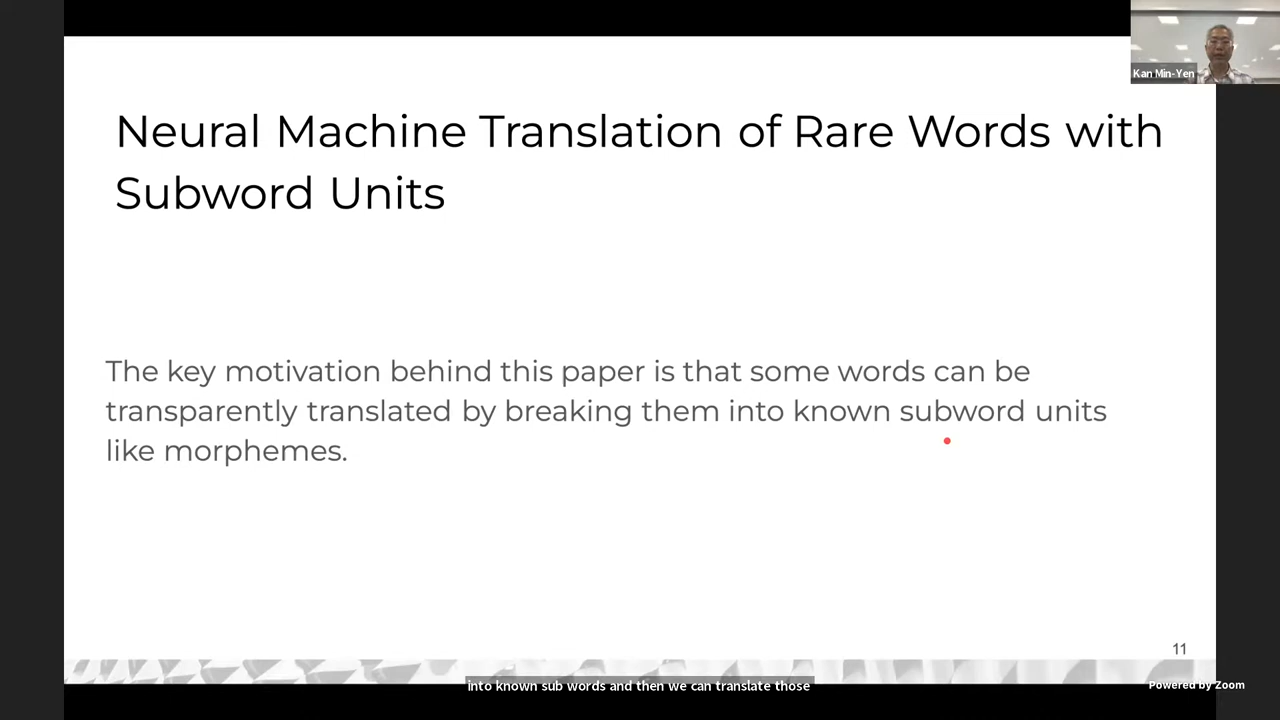 Kan Min-Yen
Neural Machine Translation of Rare Words with
Subword Units
The key motivation behind this paper is that some words can be
transparently translated by breaking them into known subword units
like morphemes.
11
into known sub words and then we can translate those
Powered by Zoom